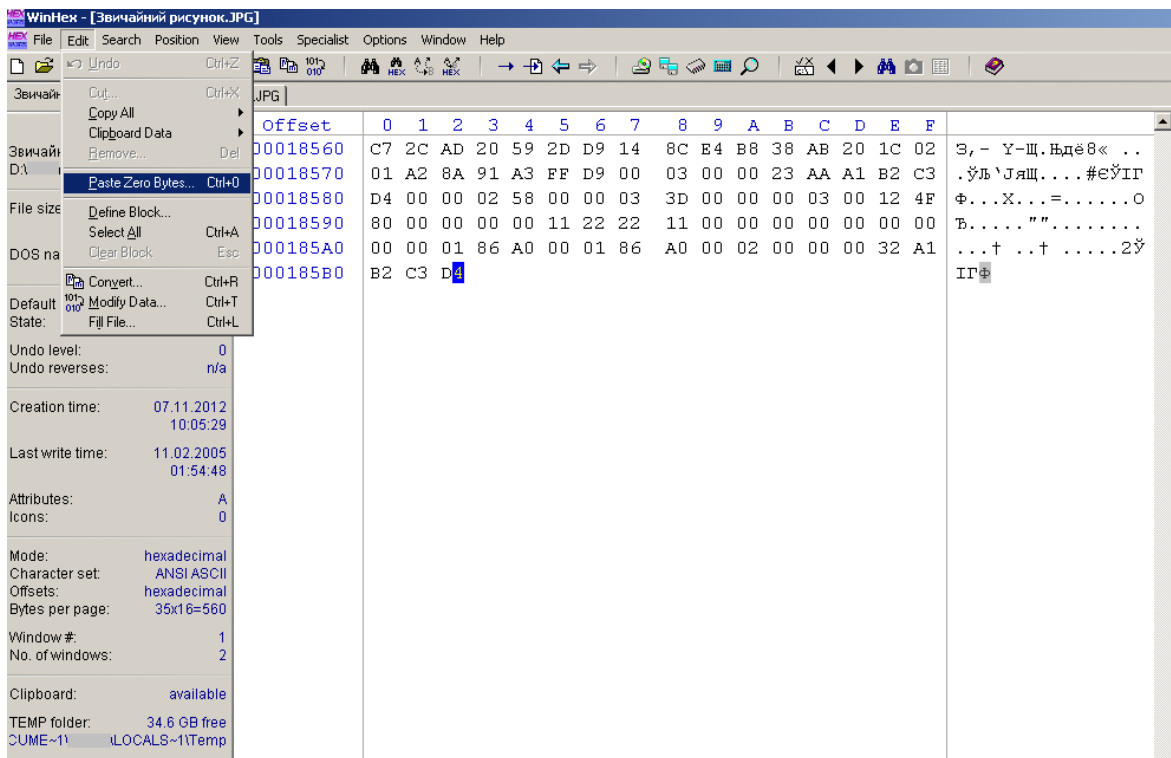 WinHex - [Звичайний рисунок.JPG]
File Edit Search Position View Tools Specialist Options Window Help
Звичайн .JPG
Undo Ctrl+Z
Cut... Ctrl+X
Copy All
Clipboard Data
Remove... Del
Paste Zero Bytes... Ctrl+0
Define Block...
Select All Ctrl+A
Clear Block Esc
Convert... Ctrl+R
Modify Data... Ctrl+T
Fill File... Ctrl+L
Звичайн
D:\
File size
DOS na
Default
State:
Undo level: 0
Undo reverses: n/a
Creation time: 07.11.2012
10:05:29
Last write time: 11.02.2005
01:54:48
Attributes: A
Icons: 0
Mode: hexadecimal
Character set: ANSI ASCII
Offsets: hexadecimal
Bytes per page: 35x16=560
Window #: 1
No. of windows: 2
Clipboard: available
TEMP folder: 34.6 GB free
CUME~1\ \LOCALS~1\Temp
Offset 0 1 2 3 4 5 6 7 8 9 A B C D E F
00018560 C7 2C AD 20 59 2D D9 14 8C E4 B8 38 AB 20 1C 02 З,- Y-Щ.Њдё8« ..
00018570 01 A2 8A 91 A3 FF D9 00 03 00 00 23 AA A1 B2 C3 .ўЉ‘ЈяЩ....#ЄЎІГ
00018580 D4 00 00 02 58 00 00 03 3D 00 00 00 03 00 12 4F Ф...X...=......O
00018590 80 00 00 00 00 11 22 22 11 00 00 00 00 00 00 00 Ђ.....""........
000185A0 00 00 01 86 A0 00 01 86 A0 00 02 00 00 00 32 A1 ...† ..† .....2Ў
000185B0 B2 C3 D4 ІГФ